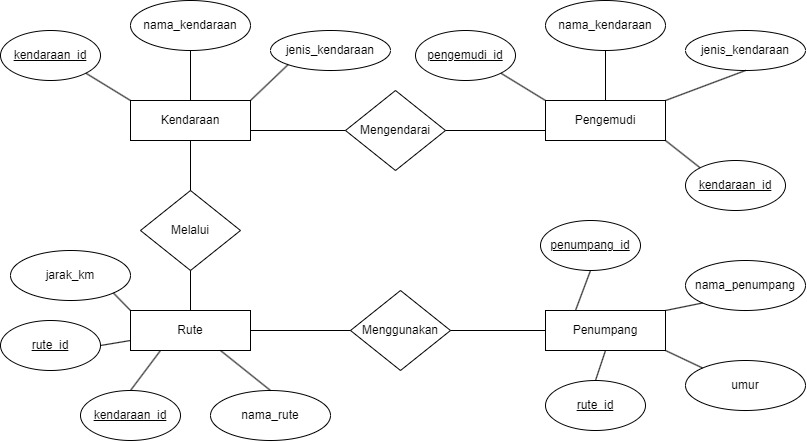 nama_kendaraan
nama_kendaraan
kendaraan_id
jenis_kendaraan
pengemudi_id
jenis_kendaraan
Kendaraan
Mengendarai
Pengemudi
kendaraan_id
Melalui
penumpang_id
jarak_km
nama_penumpang
Rute
Menggunakan
Penumpang
rute_id
umur
kendaraan_id
nama_rute
rute_id